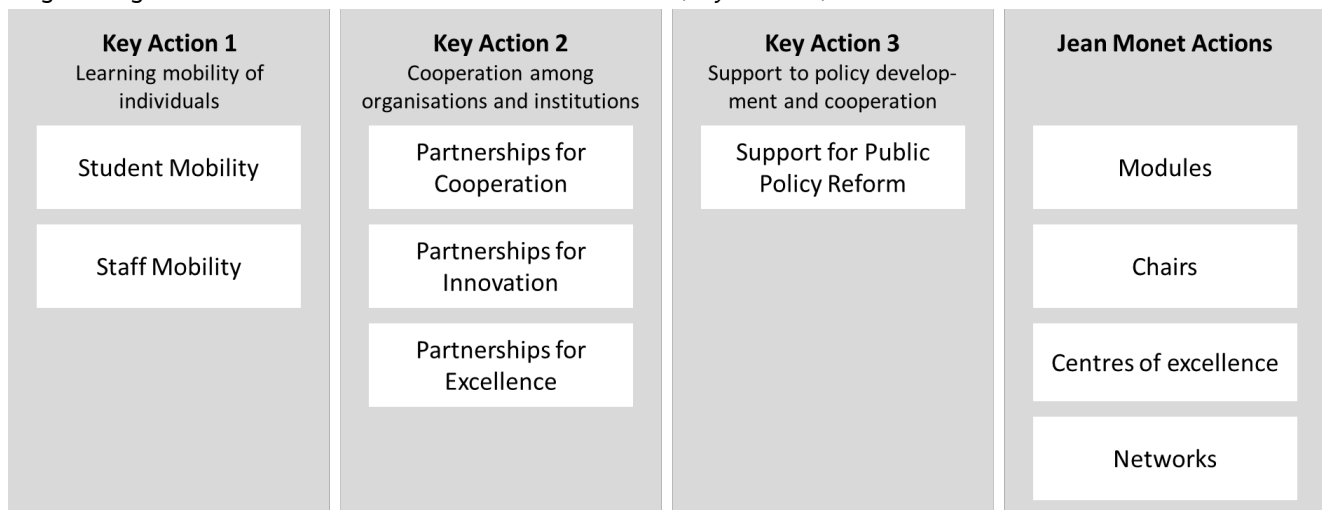 Key Action 1
Learning mobility of
individuals
Student Mobility
Staff Mobility
Key Action 2
Cooperation among
organisations and institutions
Partnerships for
Cooperation
Partnerships for
Innovation
Partnerships for
Excellence
Key Action 3
Support to policy develop-
ment and cooperation
Support for Public
Policy Reform
Jean Monet Actions
Modules
Chairs
Centres of excellence
Networks